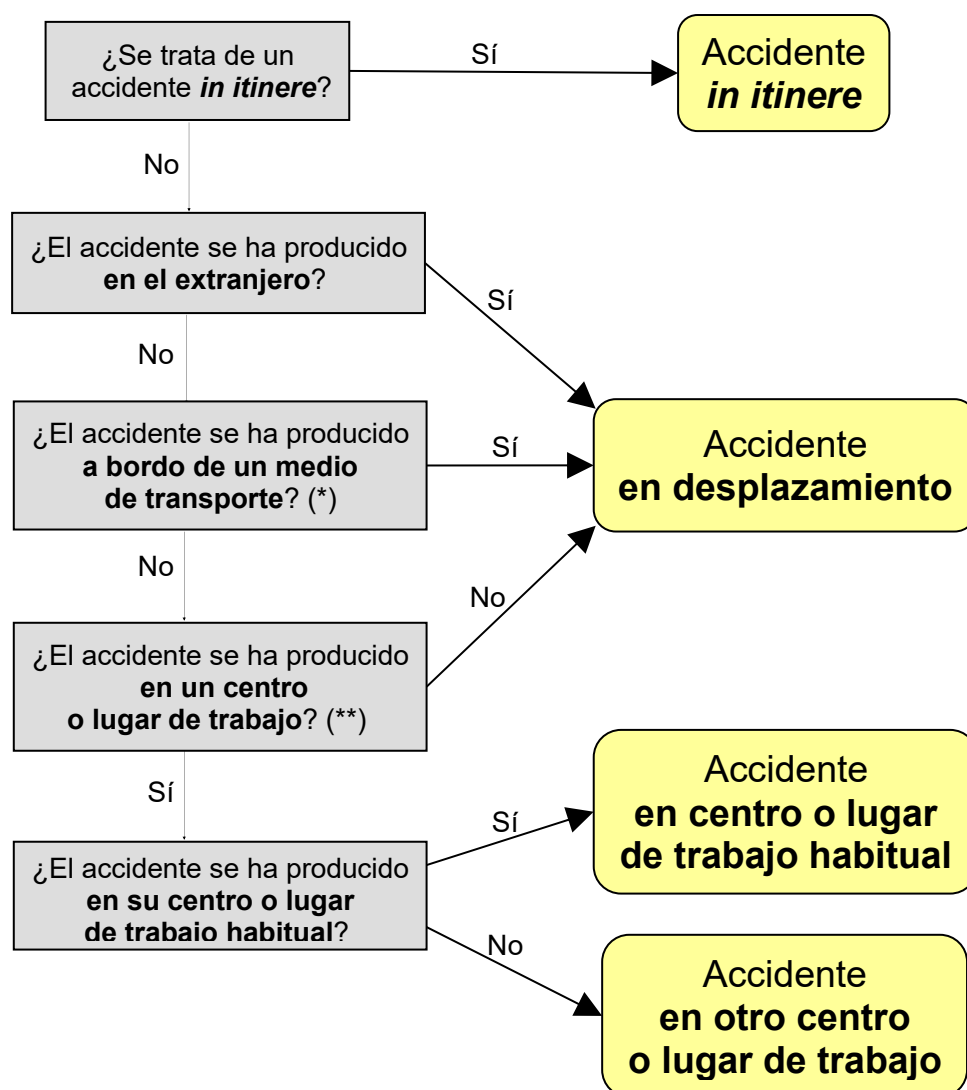 ¿Se trata de un
accidente in itinere?
Sí
Accidente
in itinere
No
¿El accidente se ha producido
en el extranjero?
Sí
No
¿El accidente se ha producido
a bordo de un medio
de transporte? (*)
Sí
Accidente
en desplazamiento
No
No
¿El accidente se ha producido
en un centro
o lugar de trabajo? (**)
Sí
¿El accidente se ha producido
en su centro o lugar
de trabajo habitual?
Sí
Accidente
en centro o lugar
de trabajo habitual
No
Accidente
en otro centro
o lugar de trabajo